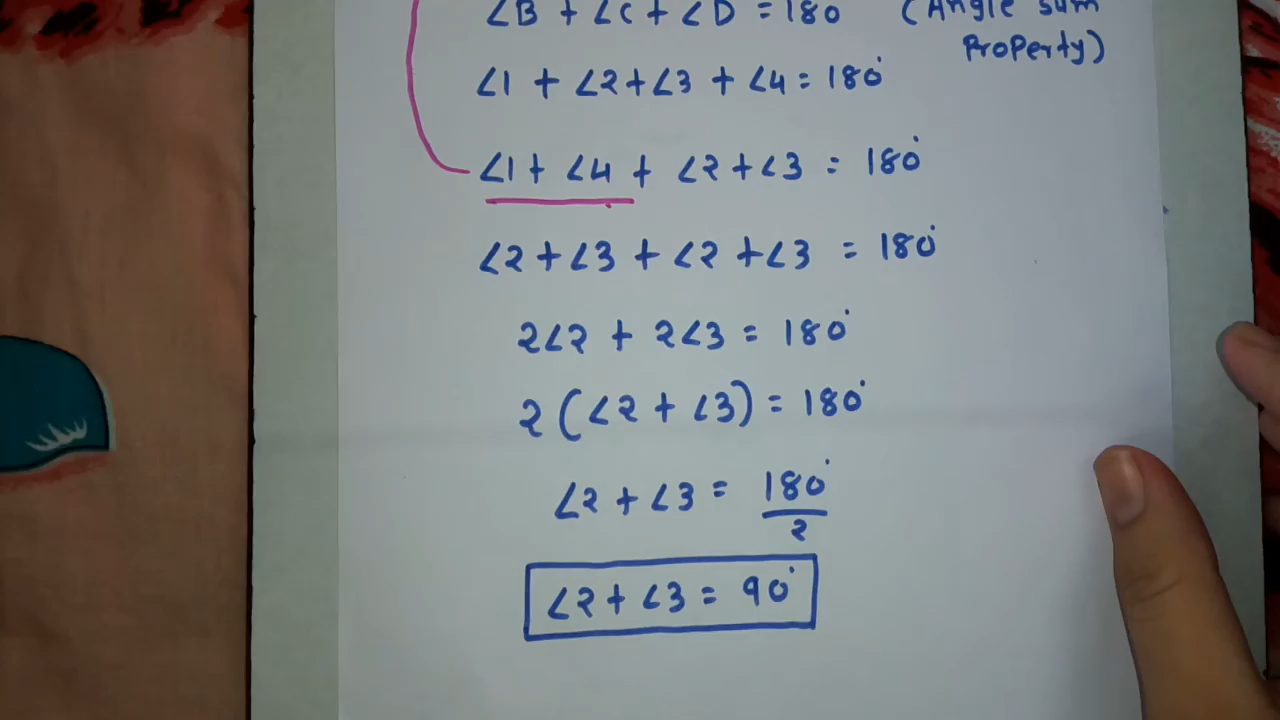 ∠B + ∠C + ∠D = 180 (Angle sum
Property)
∠1 + ∠2+∠3 + ∠4 = 180°
∠1 + ∠4 + ∠2+∠3 = 180°
∠2+∠3 + ∠2 +∠3 = 180°
2∠2 + 2∠3 = 180°
2 (∠2 + ∠3) = 180°
∠2 + ∠3 = 180°/2
∠2 + ∠3 = 90°